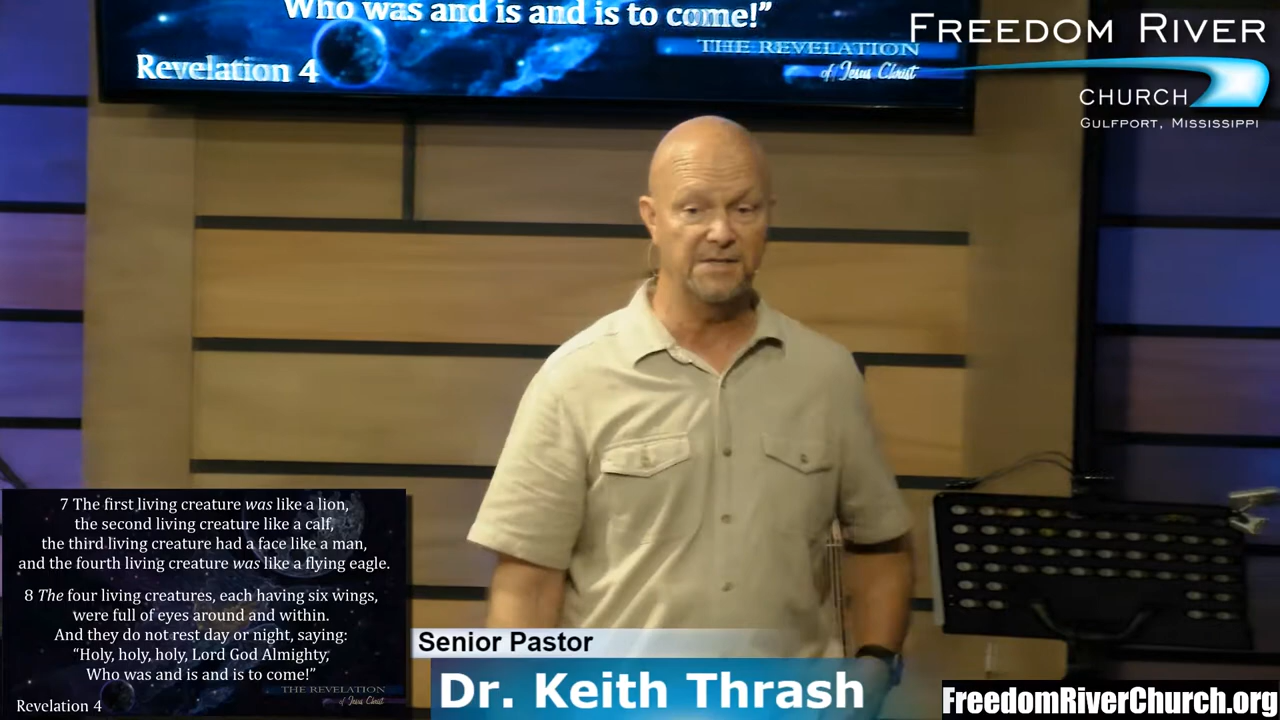 Who was and is and is to come!”
THE REVELATION
of Jesus Christ
Revelation 4
FREEDOM RIVER
CHURCH
GULFPORT, MISSISSIPPI
7 The first living creature was like a lion,
the second living creature like a calf,
the third living creature had a face like a man,
and the fourth living creature was like a flying eagle.
8 The four living creatures, each having six wings,
were full of eyes around and within.
And they do not rest day or night, saying:
“Holy, holy, holy, Lord God Almighty,
Who was and is and is to come!”
THE REVELATION
of Jesus Christ
Revelation 4
Senior Pastor
Dr. Keith Thrash
FreedomRiverChurch.org